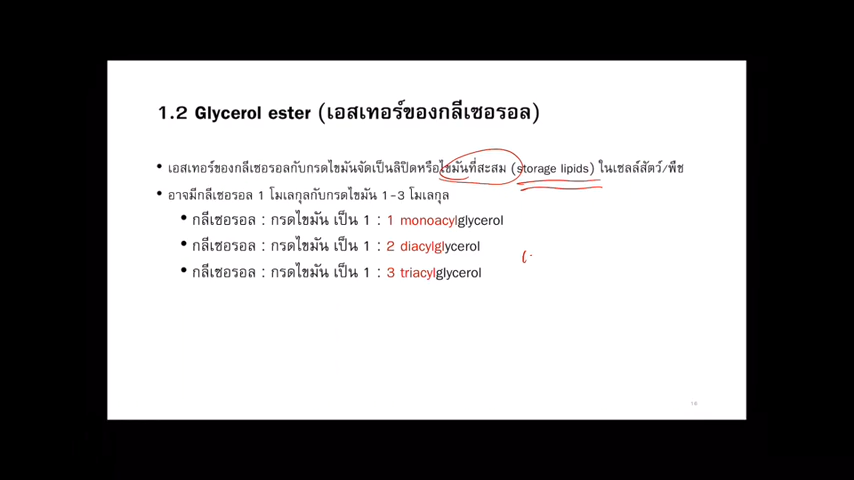 1.2 Glycerol ester (เอสเทอร์ของกลีเซอรอล)
• เอสเทอร์ของกลีเซอรอลกับกรดไขมันจัดเป็นลิปิดหรือไขมันที่สะสม (storage lipids) ในเซลล์สัตว์/พืช
• อาจมีกลีเซอรอล 1 โมเลกุลกับกรดไขมัน 1-3 โมเลกุล
• กลีเซอรอล : กรดไขมัน เป็น 1 : 1 monoacylglycerol
• กลีเซอรอล : กรดไขมัน เป็น 1 : 2 diacylglycerol
• กลีเซอรอล : กรดไขมัน เป็น 1 : 3 triacylglycerol